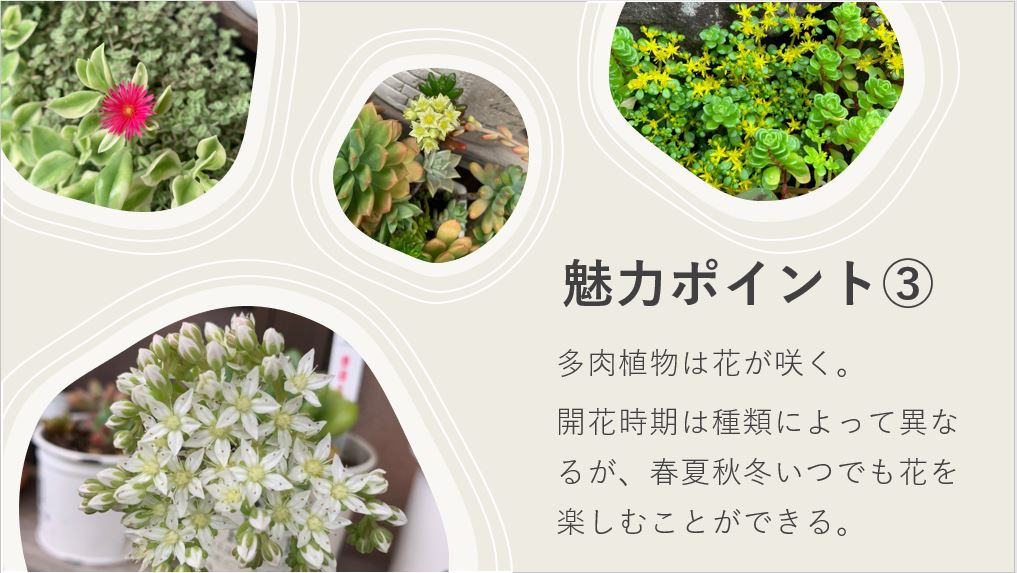 魅力ポイント③
多肉植物は花が咲く。
開花時期は種類によって異な
るが、春夏秋冬いつでも花を
楽しむことができる。